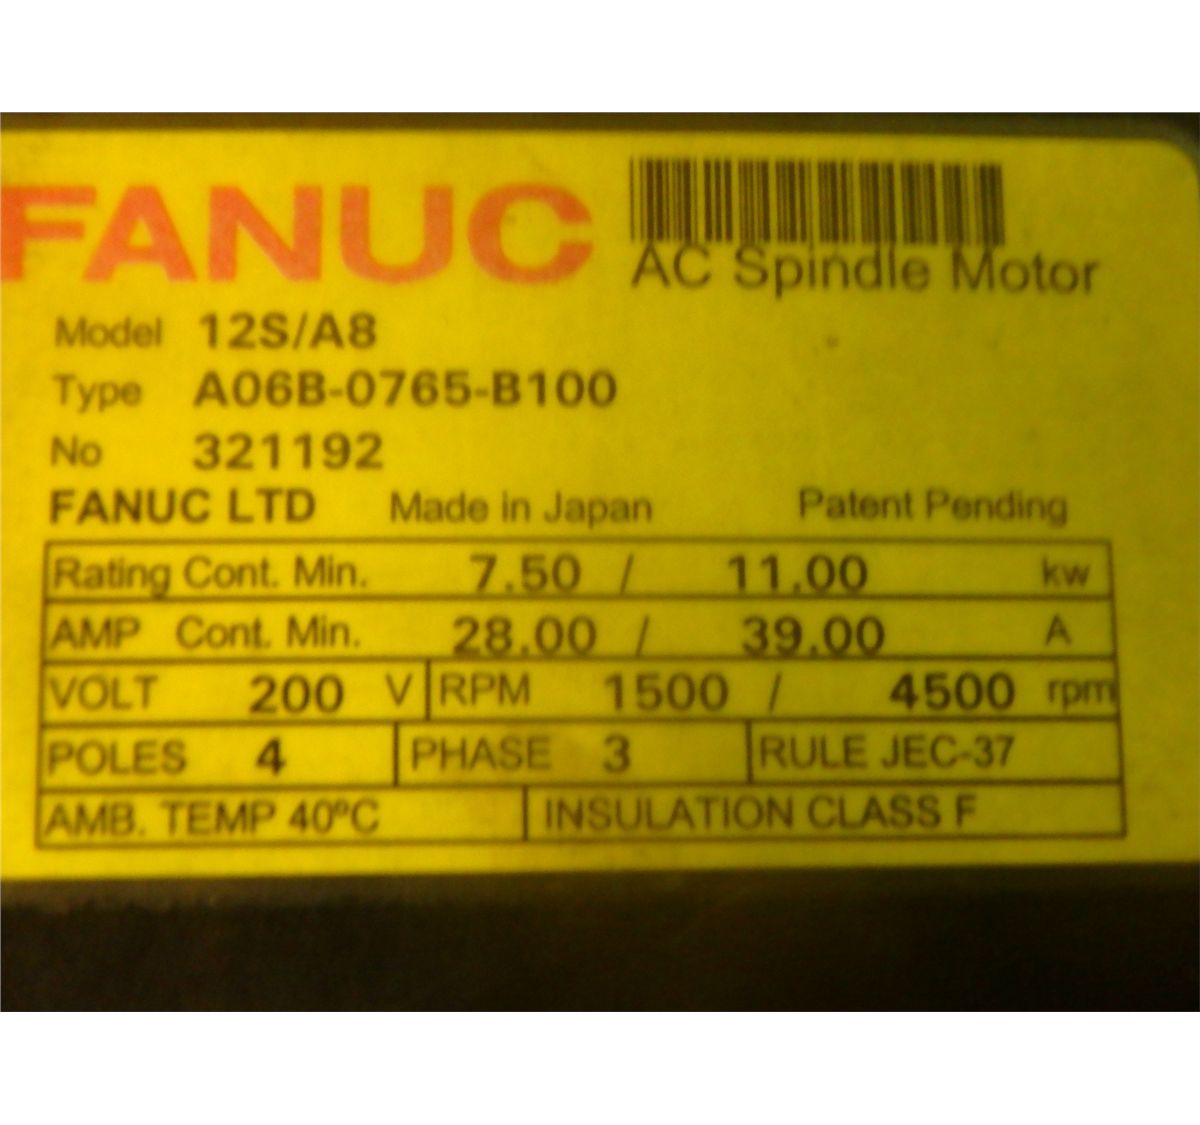 FANUC
AC Spindle Motor
Model 12S/A8
Type A06B-0765-B100
No 321192
FANUC LTD Made in Japan Patent Pending
Rating Cont. Min. 7.50 / 11.00 kw
AMP Cont. Min. 28.00 / 39.00 A
VOLT 200 V RPM 1500 / 4500 rpm
POLES 4 PHASE 3 RULE JEC-37
AMB. TEMP 40ºC INSULATION CLASS F